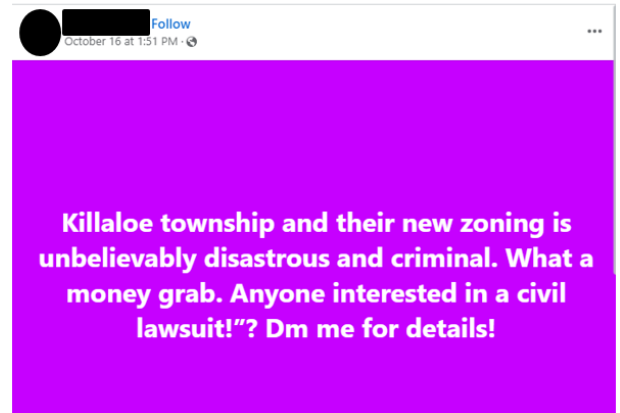 Follow
October 16 at 1:51 PM ·
Killaloe township and their new zoning is
unbelievably disastrous and criminal. What a
money grab. Anyone interested in a civil
lawsuit!”? Dm me for details!